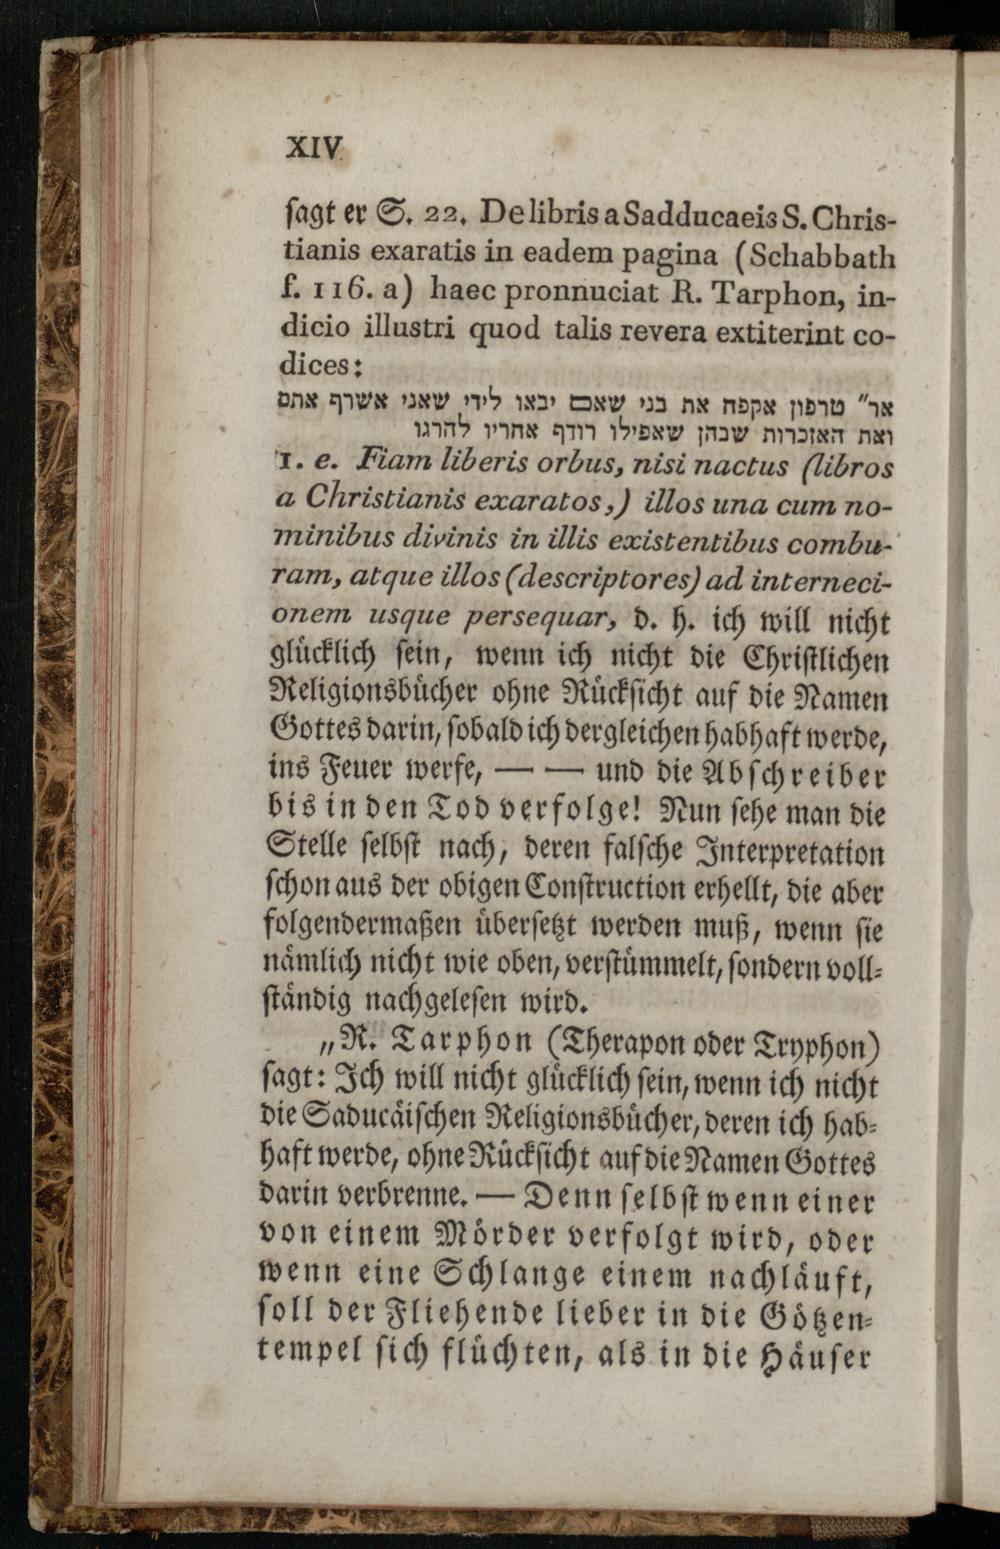 XIV
sagt er S. 22. De libris a Sadducaeis S. Chris-
tianis exaratis in eadem pagina (Schabbath
f. 116. a) haec pronnuciat R. Tarphon, in-
dicio illustri quod talis revera extiterint co-
dices:
אר" טרפון אקפח את בני שאם יבאו לידי שאני אשרף אתם
ואת האזכרות שבהן שאפילו רודף אחריו להרגו
1. e. Fiam liberis orbus, nisi nactus (libros
a Christianis exaratos,) illos una cum no-
minibus divinis in illis existentibus combu-
ram, atque illos (descriptores) ad interneci-
onem usque persequar, d. h. ich will nicht
glücklich sein, wenn ich nicht die Christlichen
Religionsbücher ohne Rücksicht auf die Namen
Gottes darin, sobald ich dergleichen habhaft werde,
ins Feuer werfe, — — und die Abschreiber
bis in den Tod verfolge! Nun sehe man die
Stelle selbst nach, deren falsche Interpretation
schon aus der obigen Construction erhellt, die aber
folgendermaßen übersetzt werden muß, wenn sie
nämlich nicht wie oben, verstümmelt, sondern voll-
ständig nachgelesen wird.
„R. Tarphon (Therapon oder Tryphon)
sagt: Ich will nicht glücklich sein, wenn ich nicht
die Saducäischen Religionsbücher, deren ich hab-
haft werde, ohne Rücksicht auf die Namen Gottes
darin verbrenne. — Denn selbst wenn einer
von einem Mörder verfolgt wird, oder
wenn eine Schlange einem nachläuft,
soll der Fliehende lieber in die Götzen-
tempel sich flüchten, als in die Häuser